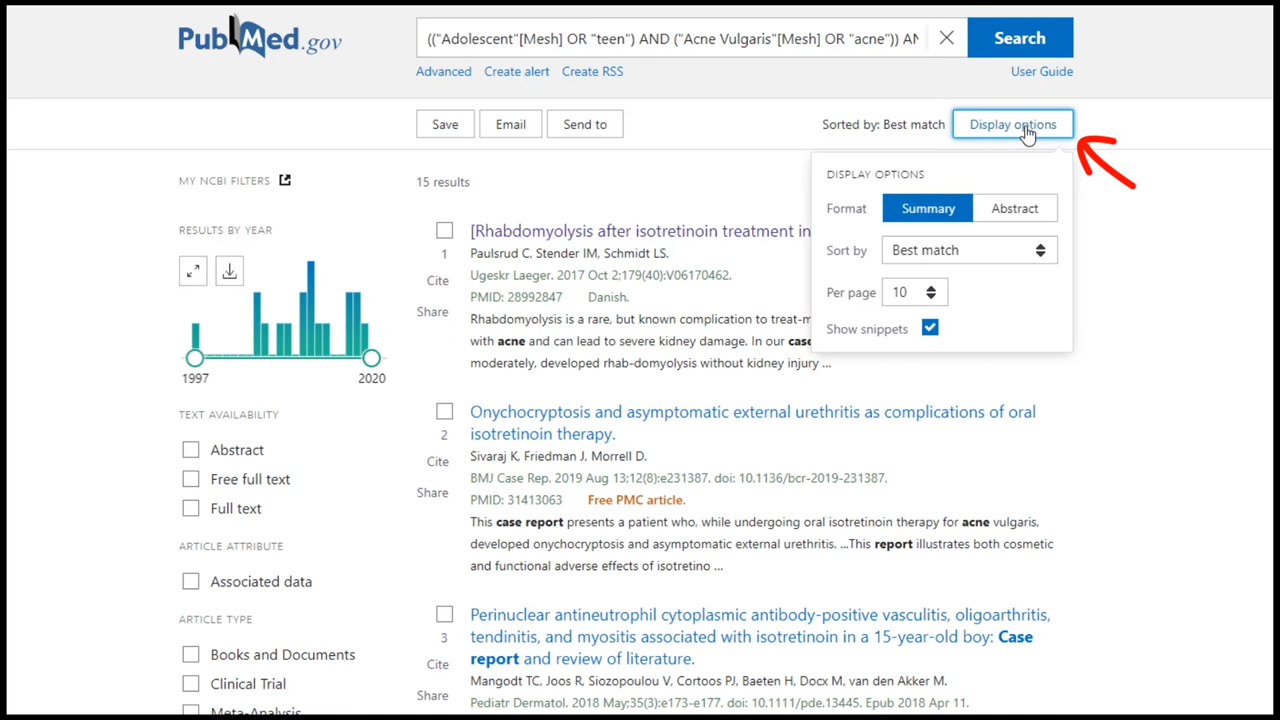 PubMed.gov
(("Adolescent"[Mesh] OR "teen") AND ("Acne Vulgaris"[Mesh] OR "acne")) AN
Search
Advanced Create alert Create RSS
User Guide
Save Email Send to
Sorted by: Best match Display options
MY NCBI FILTERS
15 results
RESULTS BY YEAR
1997 2020
TEXT AVAILABILITY
Abstract
Free full text
Full text
ARTICLE ATTRIBUTE
Associated data
ARTICLE TYPE
Books and Documents
Clinical Trial
Meta-Analysis
DISPLAY OPTIONS
Format Summary Abstract
Sort by Best match
Per page 10
Show snippets
[Rhabdomyolysis after isotretinoin treatment in
1
Cite
Share
Paulsrud C, Stender IM, Schmidt LS.
Ugeskr Laeger. 2017 Oct 2;179(40):V06170462.
PMID: 28992847 Danish.
Rhabdomyolysis is a rare, but known complication to treat-m
with acne and can lead to severe kidney damage. In our case
moderately, developed rhab-domyolysis without kidney injury ...
Onychocryptosis and asymptomatic external urethritis as complications of oral
isotretinoin therapy.
2
Cite
Share
Sivaraj K, Friedman J, Morrell D.
BMJ Case Rep. 2019 Aug 13;12(8):e231387. doi: 10.1136/bcr-2019-231387.
PMID: 31413063 Free PMC article.
This case report presents a patient who, while undergoing oral isotretinoin therapy for acne vulgaris,
developed onychocryptosis and asymptomatic external urethritis. ...This report illustrates both cosmetic
and functional adverse effects of isotretino ...
Perinuclear antineutrophil cytoplasmic antibody-positive vasculitis, oligoarthritis,
tendinitis, and myositis associated with isotretinoin in a 15-year-old boy: Case
report and review of literature.
3
Cite
Share
Mangodt TC, Joos R, Siozopoulou V, Cortoos PJ, Baeten H, Docx M, van den Akker M.
Pediatr Dermatol. 2018 May;35(3):e173-e177. doi: 10.1111/pde.13445. Epub 2018 Apr 11.